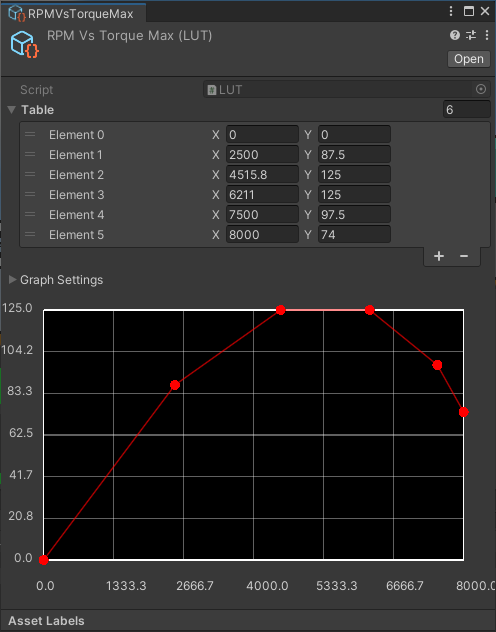 RPMVsTorqueMax
RPM Vs Torque Max (LUT)
Open
Script LUT
Table 6
Element 0 X 0 Y 0
Element 1 X 2500 Y 87.5
Element 2 X 4515.8 Y 125
Element 3 X 6211 Y 125
Element 4 X 7500 Y 97.5
Element 5 X 8000 Y 74
+ −
Graph Settings
125.0
104.2
83.3
62.5
41.7
20.8
0.0
0.0 1333.3 2666.7 4000.0 5333.3 6666.7 8000.0
Asset Labels